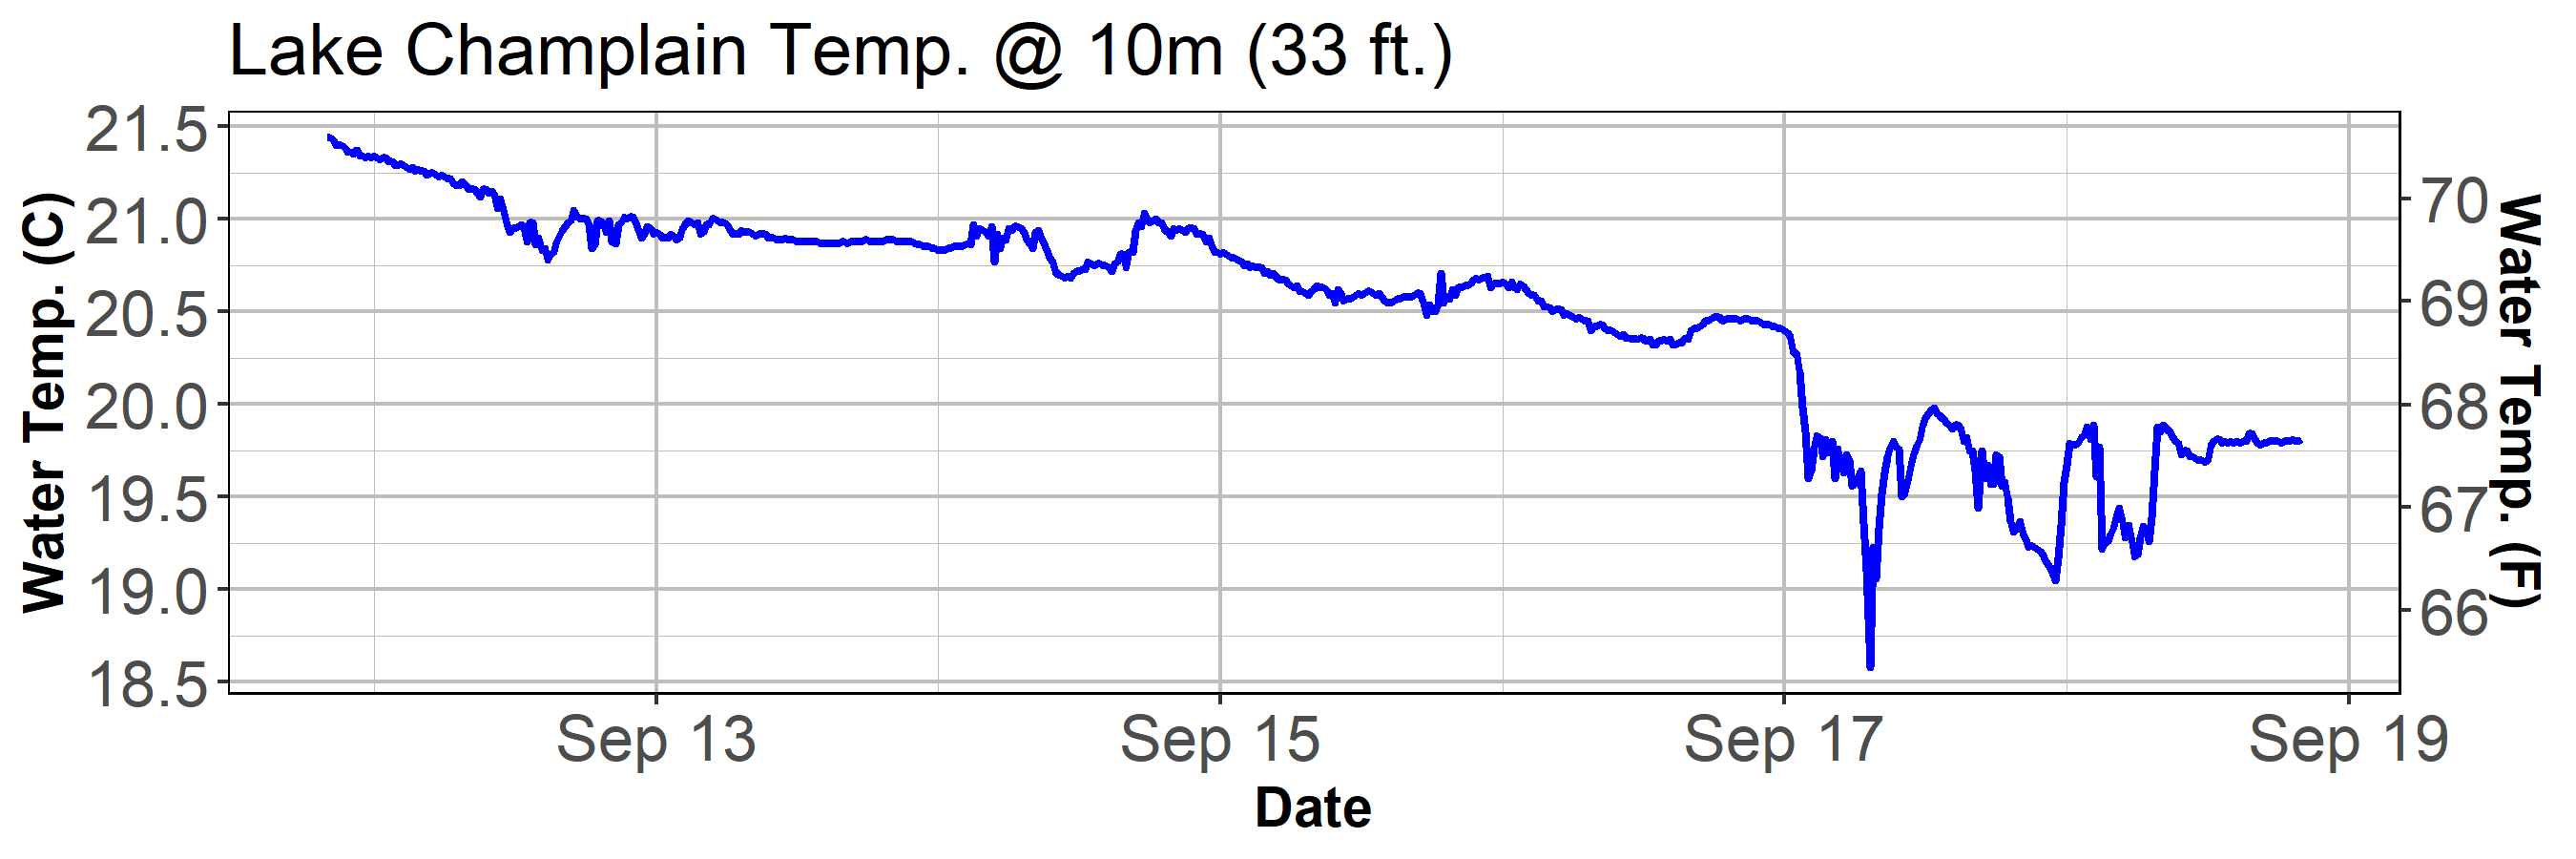 Lake Champlain Temp. @ 10m (33 ft.)
Water Temp. (C)
21.5
21.0
20.5
20.0
19.5
19.0
18.5
70
69
68
67
66
Water Temp. (F)
Sep 13
Sep 15
Sep 17
Sep 19
Date